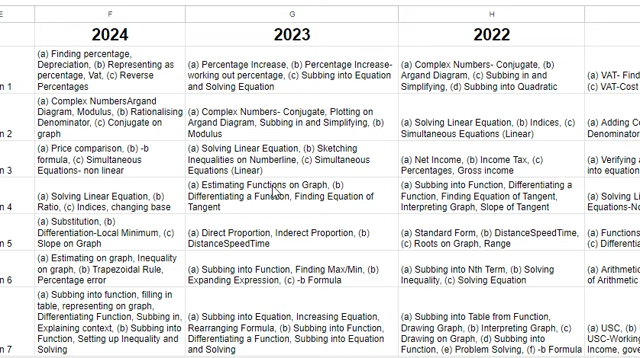 E F G H
2024 2023 2022
n 1
(a) Finding percentage,
Depreciation, (b) Representing as
percentage, Vat, (c) Reverse
Percentages
(a) Percentage Increase, (b) Percentage Increase-
working out percentage, (c) Subbing into Equation
and Solving Equation
(a) Complex Numbers- Conjugate, (b)
Argand Diagram, (c) Subbing in and
Simplifying, (d) Subbing into Quadratic
(a) VAT- Find
(c) VAT-Cost
n 2
(a) Complex NumbersArgand
Diagram, Modulus, (b) Rationalising
Denominator, (c) Conjugate on
graph
(a) Complex Numbers- Conjugate, Plotting on
Argand Diagram, Subbing in and Simplifying, (b)
Modulus
(a) Solving Linear Equation, (b) Indices, (c)
Simultaneous Equations (Linear)
(a) Adding Co
Denominator
n 3
(a) Price comparison, (b) -b
formula, (c) Simultaneous
Equations- non linear
(a) Solving Linear Equation, (b) Sketching
Inequalities on Numberline, (c) Simultaneous
Equations (Linear)
(a) Net Income, (b) Income Tax, (c)
Percentages, Gross income
(a) Verifying a
into equation
n 4
(a) Solving Linear Equation, (b)
Ratio, (c) Indices, changing base
(a) Estimating Functions on Graph, (b)
Differentiating a Function, Finding Equation of
Tangent
(a) Subbing into Function, Differentiating a
Function, Finding Equation of Tangent,
Interpreting Graph, Slope of Tangent
(a) Solving Li
Equations-No
n 5
(a) Substitution, (b)
Differentiation-Local Minimum, (c)
Slope on Graph
(a) Direct Proportion, Inderect Proportion, (b)
DistanceSpeedTime
(a) Standard Form, (b) DistanceSpeedTime,
(c) Roots on Graph, Range
(a) Functions
(c) Differentia
n 6
(a) Estimating on graph, Inequality
on graph, (b) Trapezoidal Rule,
Percentage error
(a) Subbing into Function, Finding Max/Min, (b)
Expanding Expression, (c) -b Formula
(a) Subbing into Nth Term, (b) Solving
Inequality, (c) Solving Equation
(a) Arithmetic
of Arithmetic
n 7
(a) Subbing into function, filling in
table, representing on graph,
Differentiating Function, Subbing in,
Explaining context, (b) Subbing into
Function, Setting up Inequality and
Solving
(a) Subbing into Equation, Increasing Equation,
Rearranging Formula, (b) Subbing into Function,
Differentiating a Function, Subbing into Equation
and Solving
(a) Subbing into Table from Function,
Drawing Graph, (b) Interpreting Graph, (c)
Drawing on Graph, (d) Subbing into
Function, (e) Problem Solving, (f) -b Formula
(a) USC, (b)
USC-Working
Income, gove